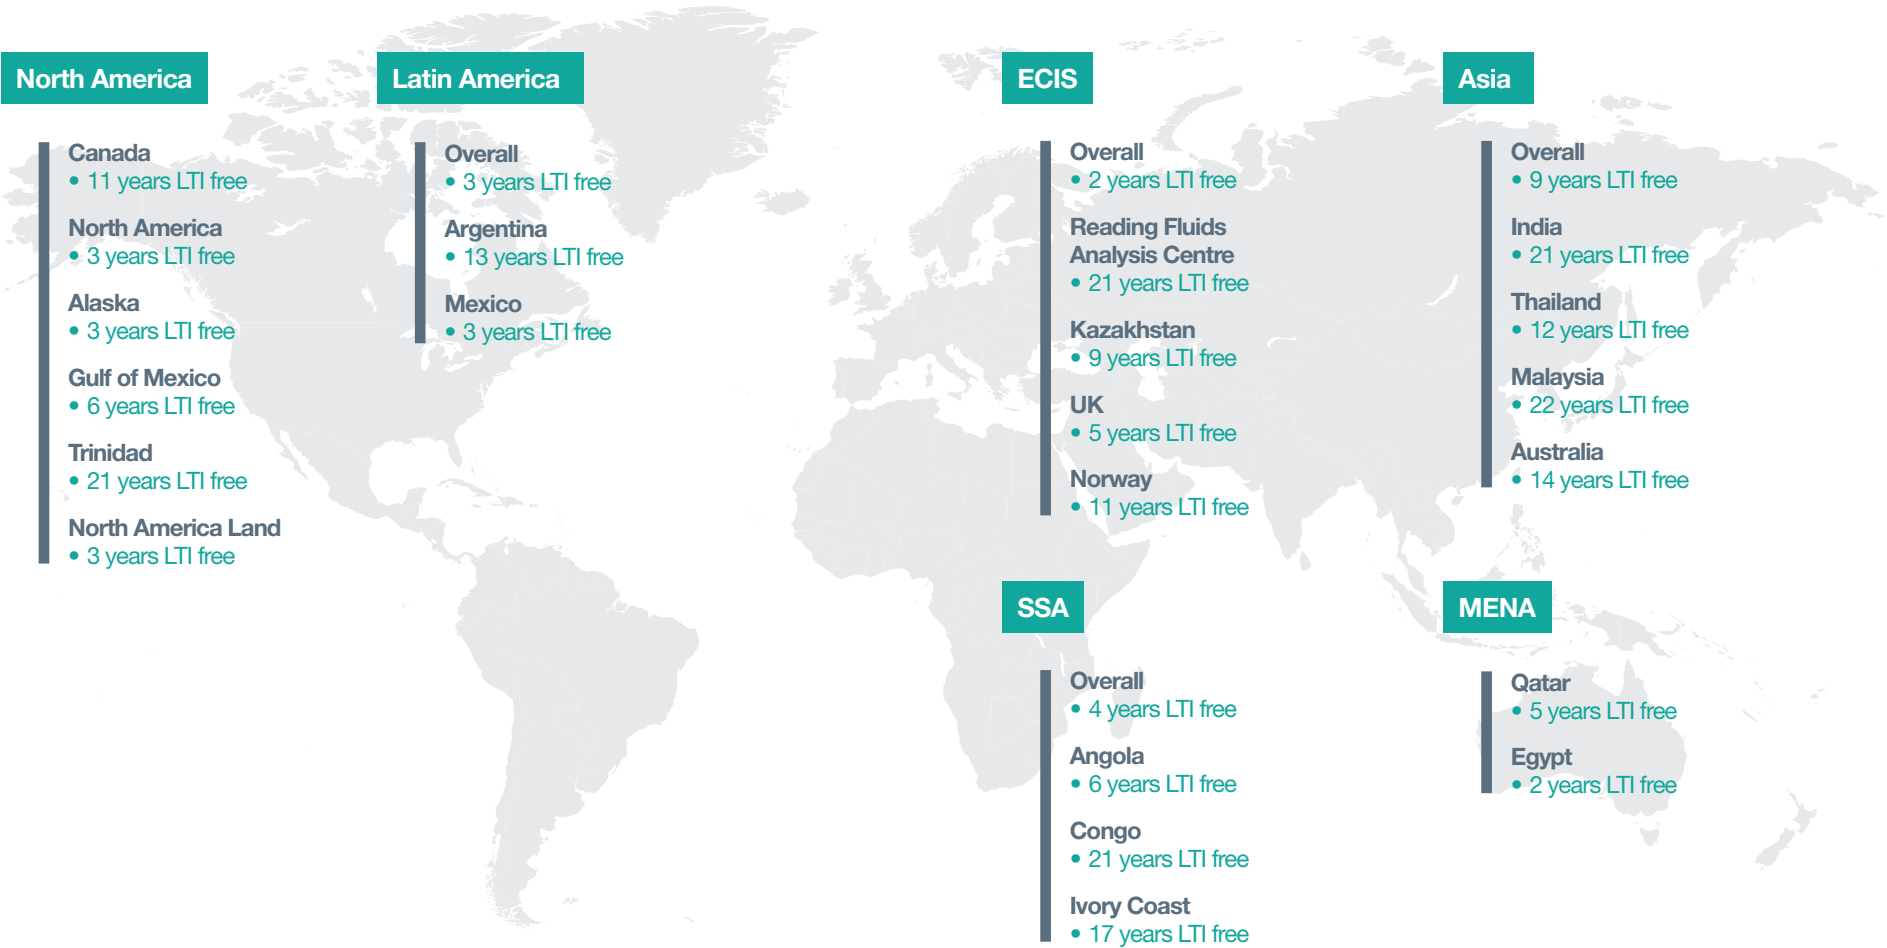 North America
Canada
• 11 years LTI free
North America
• 3 years LTI free
Alaska
• 3 years LTI free
Gulf of Mexico
• 6 years LTI free
Trinidad
• 21 years LTI free
North America Land
• 3 years LTI free
Latin America
Overall
• 3 years LTI free
Argentina
• 13 years LTI free
Mexico
• 3 years LTI free
ECIS
Overall
• 2 years LTI free
Reading Fluids
Analysis Centre
• 21 years LTI free
Kazakhstan
• 9 years LTI free
UK
• 5 years LTI free
Norway
• 11 years LTI free
Asia
Overall
• 9 years LTI free
India
• 21 years LTI free
Thailand
• 12 years LTI free
Malaysia
• 22 years LTI free
Australia
• 14 years LTI free
SSA
Overall
• 4 years LTI free
Angola
• 6 years LTI free
Congo
• 21 years LTI free
Ivory Coast
• 17 years LTI free
MENA
Qatar
• 5 years LTI free
Egypt
• 2 years LTI free